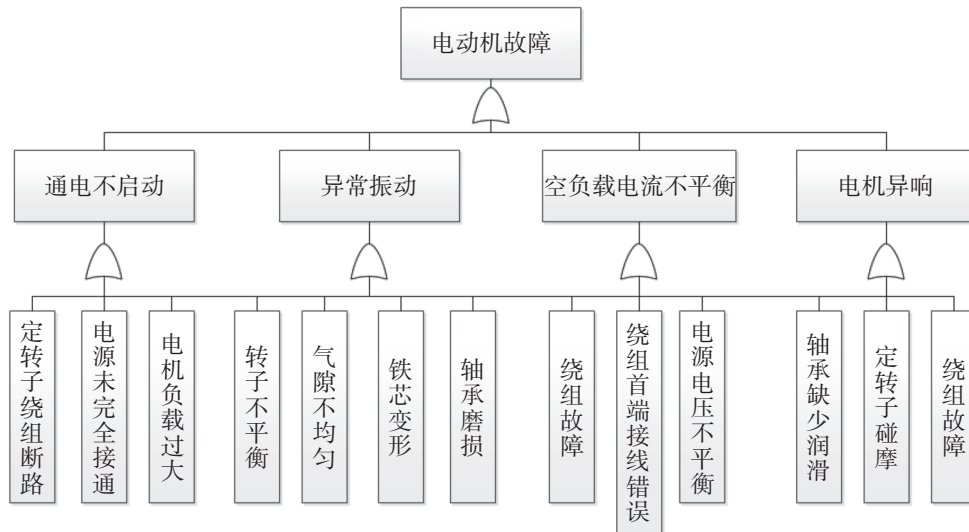 电动机故障
通电不启动
异常振动
空负载电流不平衡
电机异响
定转子绕组断路
电源未完全接通
电机负载过大
转子不平衡
气隙不均匀
铁芯变形
轴承磨损
绕组故障
绕组首端接线错误
电源电压不平衡
轴承缺少润滑
定转子碰摩
绕组故障